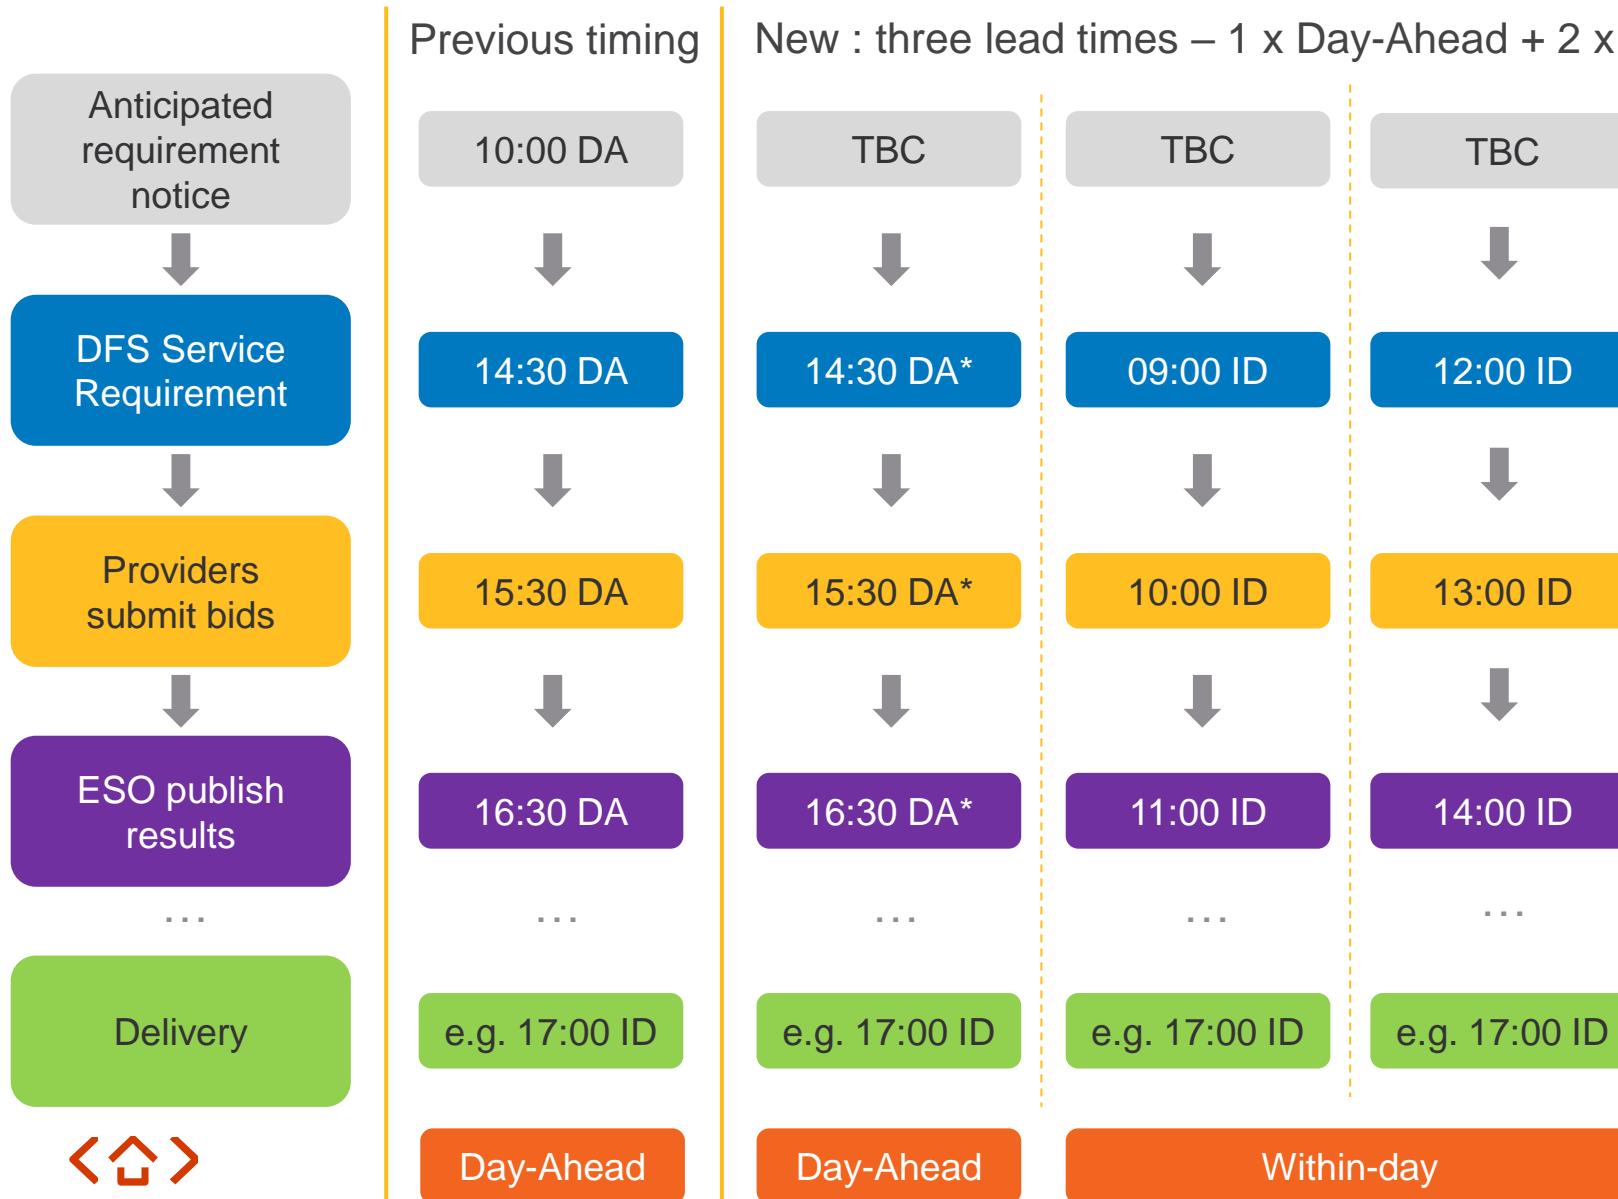 Previous timing
New : three lead times – 1 x Day-Ahead + 2 x
Anticipated
requirement
notice
10:00 DA
TBC
TBC
TBC
DFS Service
Requirement
14:30 DA
14:30 DA*
09:00 ID
12:00 ID
Providers
submit bids
15:30 DA
15:30 DA*
10:00 ID
13:00 ID
ESO publish
results
16:30 DA
16:30 DA*
11:00 ID
14:00 ID
...
...
...
...
...
Delivery
e.g. 17:00 ID
e.g. 17:00 ID
e.g. 17:00 ID
e.g. 17:00 ID
Day-Ahead
Day-Ahead
Within-day